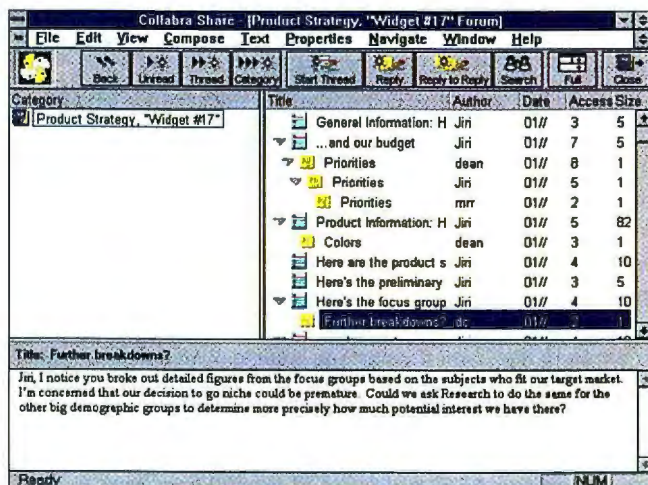 Collabra Share - [Product Strategy, "Widget #17" Forum]
File Edit View Compose Text Properties Navigate Window Help
Back Unread Thread Category Start Thread Reply Reply to Reply Search Full Close
Category Title Author Date Access Size
Product Strategy, "Widget #17"
General Information: H Jiri 01// 3 5
...and our budget Jiri 01// 7 5
Priorities dean 01// 8 1
Priorities Jiri 01// 5 1
Priorities mrr 01// 2 1
Product Information: H Jiri 01// 5 82
Colors dean 01// 3 1
Here are the product s Jiri 01// 4 10
Here's the preliminary Jiri 01// 3 5
Here's the focus group Jiri 01// 4 10
Further breakdowns? dc 01// 1
Title: Further breakdowns?
Jiri, I notice you broke out detailed figures from the focus groups based on the subjects who fit our target market.
I'm concerned that our decision to go niche could be premature. Could we ask Research to do the same for the
other big demographic groups to determine more precisely how much potential interest we have there?
Ready NUM